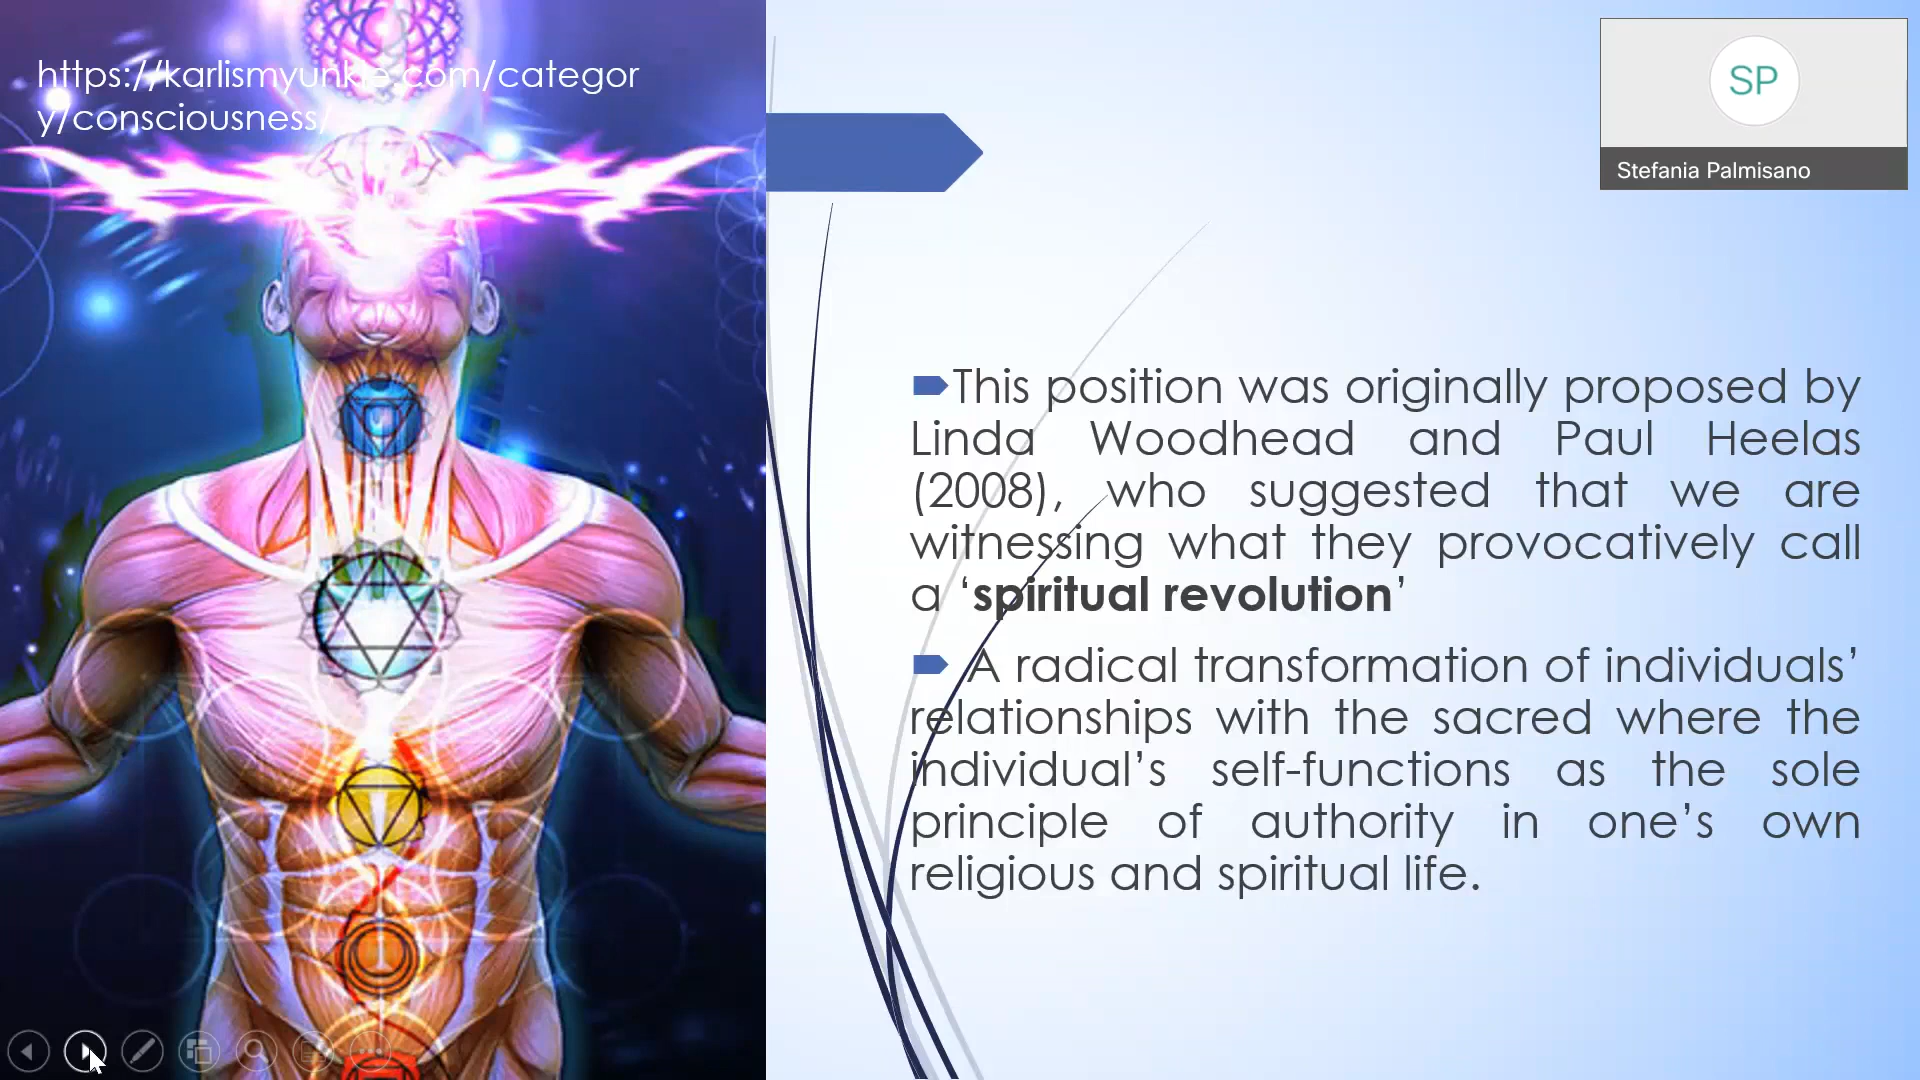 https://karlismyunkle.com/categor
y/consciousness/
SP
Stefania Palmisano
This position was originally proposed by
Linda Woodhead and Paul Heelas
(2008), who suggested that we are
witnessing what they provocatively call
a ‘spiritual revolution’
A radical transformation of individuals’
relationships with the sacred where the
individual’s self-functions as the sole
principle of authority in one’s own
religious and spiritual life.